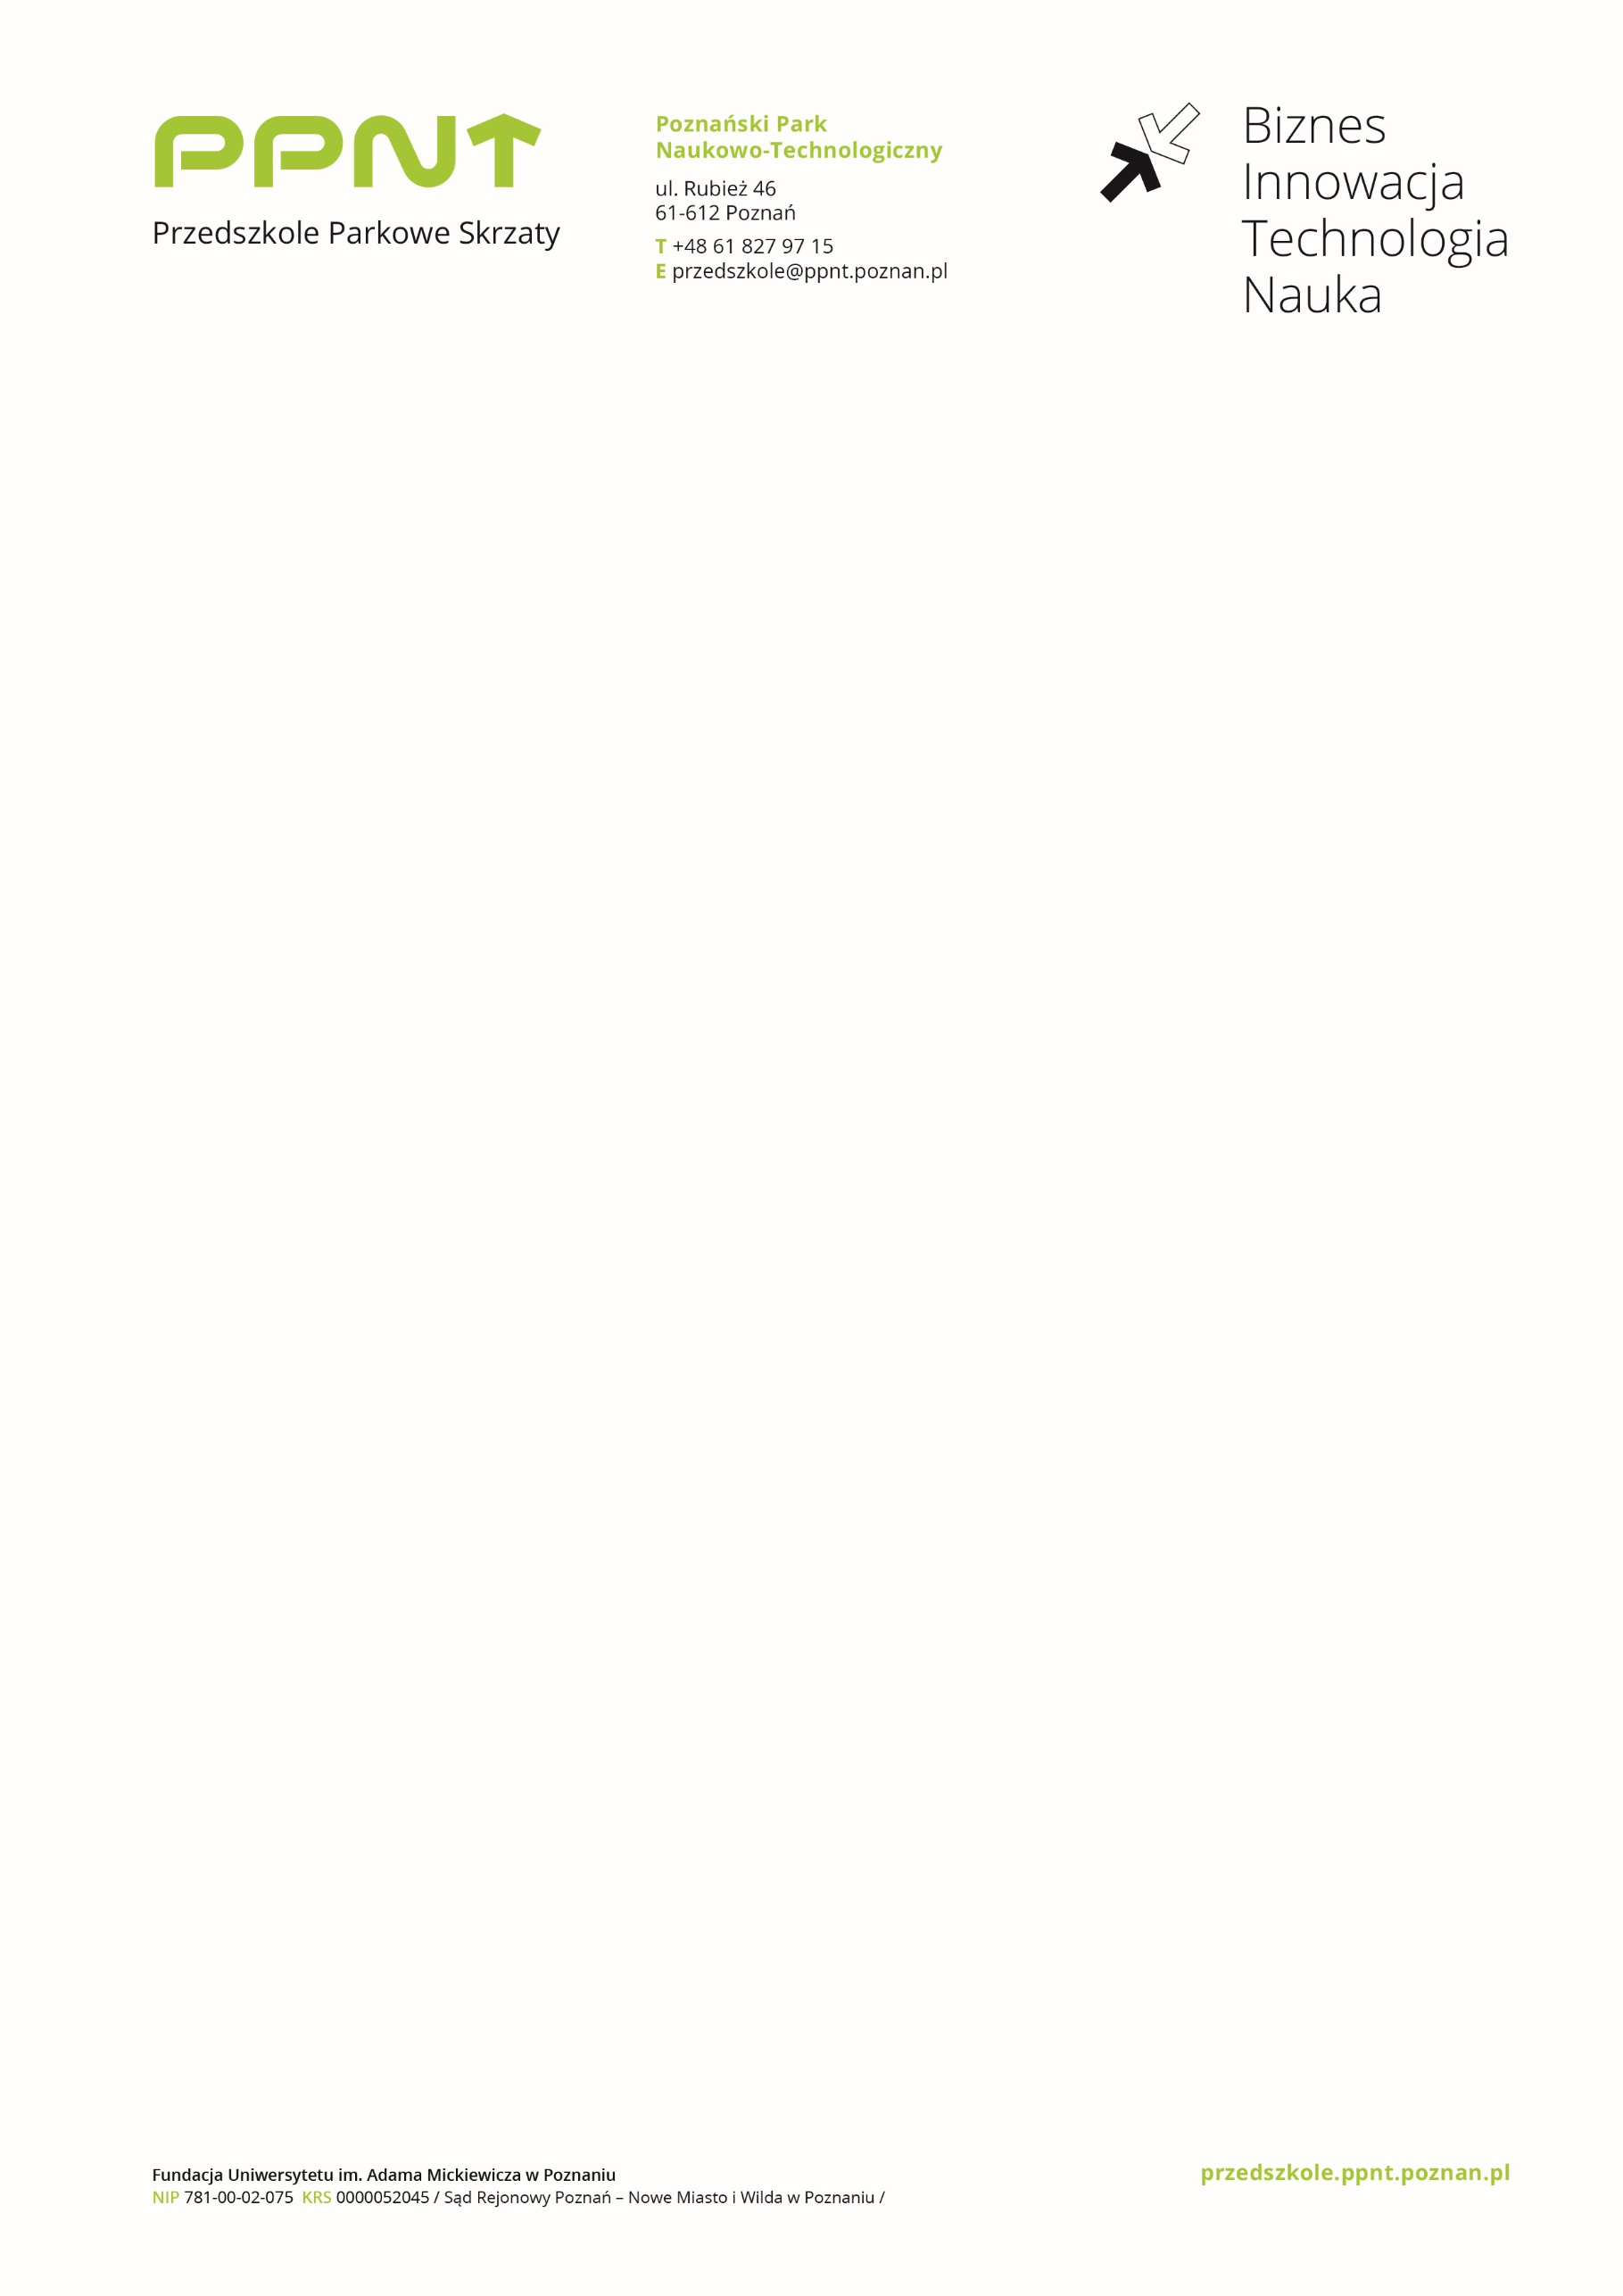 PPNT
Przedszkole Parkowe Skrzaty
Poznański Park
Naukowo-Technologiczny
ul. Rubież 46
61-612 Poznań
T +48 61 827 97 15
E przedszkole@ppnt.poznan.pl
Biznes
Innowacja
Technologia
Nauka
Fundacja Uniwersytetu im. Adama Mickiewicza w Poznaniu
NIP 781-00-02-075 KRS 0000052045 / Sąd Rejonowy Poznań – Nowe Miasto i Wilda w Poznaniu /
przedszkole.ppnt.poznan.pl